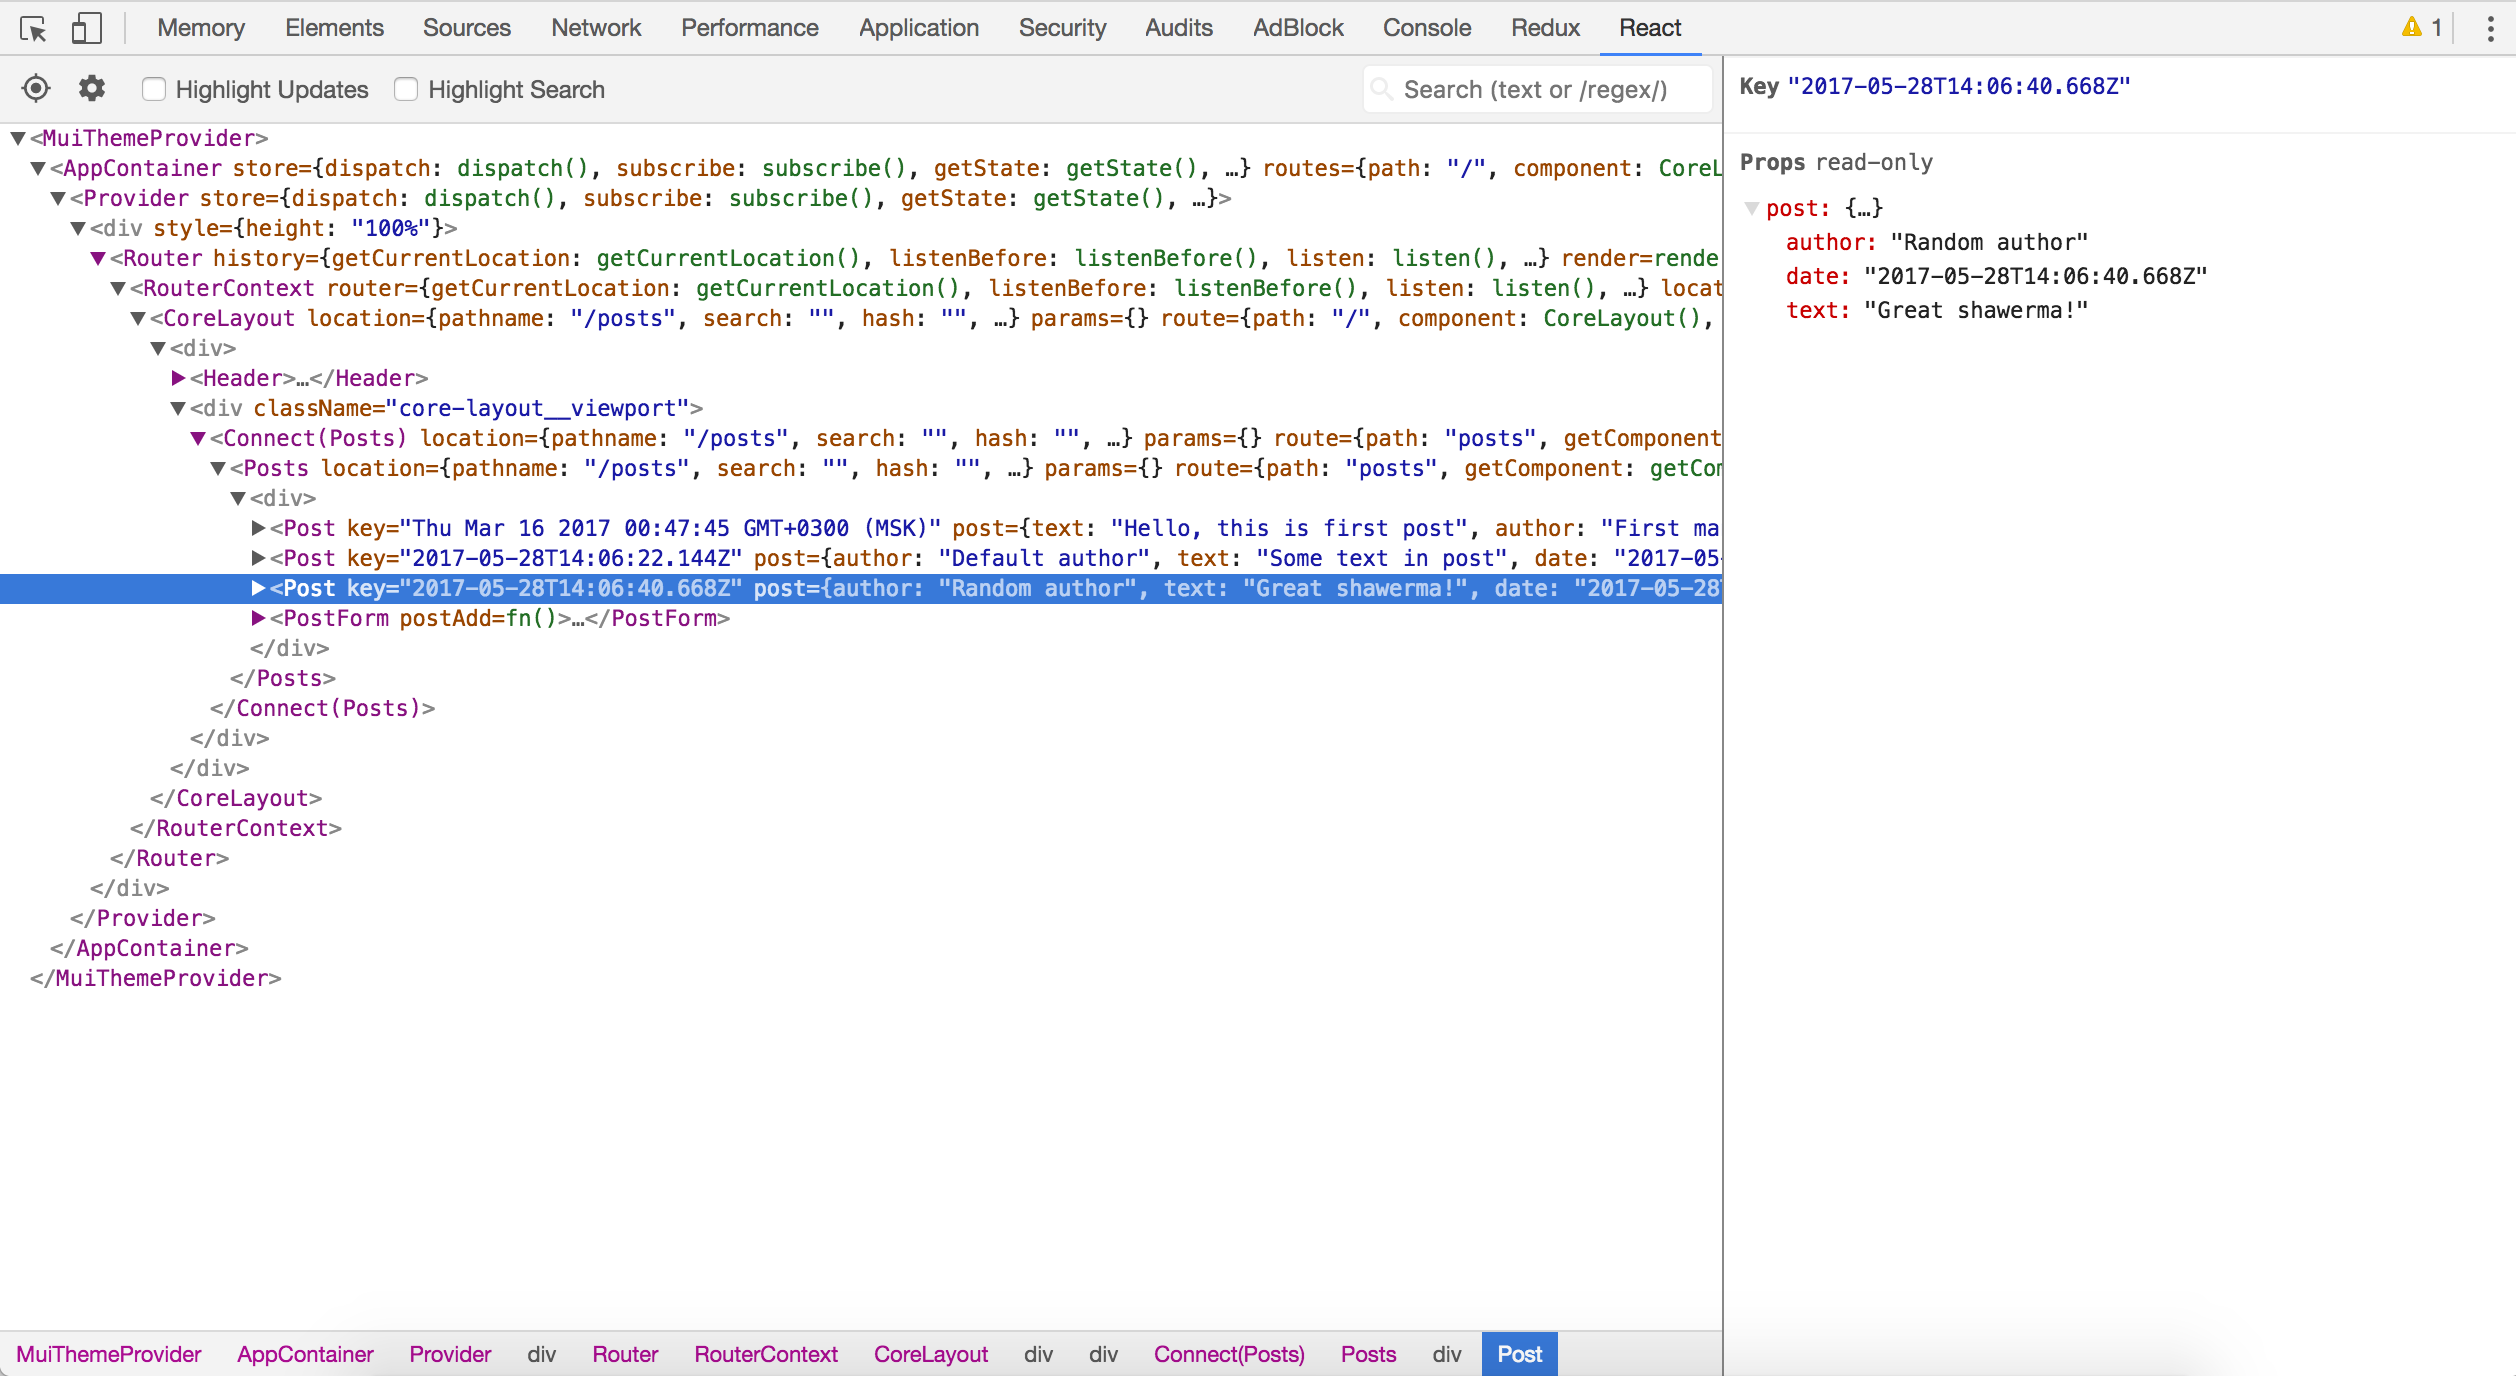 Memory Elements Sources Network Performance Application Security Audits AdBlock Console Redux React 1
Highlight Updates Highlight Search Search (text or /regex/)
<MuiThemeProvider>
<AppContainer store={dispatch: dispatch(), subscribe: subscribe(), getState: getState(), …} routes={path: "/", component: CoreL
<Provider store={dispatch: dispatch(), subscribe: subscribe(), getState: getState(), …}>
<div style={height: "100%"}>
<Router history={getCurrentLocation: getCurrentLocation(), listenBefore: listenBefore(), listen: listen(), …} render=rende
<RouterContext router={getCurrentLocation: getCurrentLocation(), listenBefore: listenBefore(), listen: listen(), …} locat
<CoreLayout location={pathname: "/posts", search: "", hash: "", …} params={} route={path: "/", component: CoreLayout(),
<div>
<Header>…</Header>
<div className="core-layout__viewport">
<Connect(Posts) location={pathname: "/posts", search: "", hash: "", …} params={} route={path: "posts", getComponent
<Posts location={pathname: "/posts", search: "", hash: "", …} params={} route={path: "posts", getComponent: getCom
<div>
<Post key="Thu Mar 16 2017 00:47:45 GMT+0300 (MSK)" post={text: "Hello, this is first post", author: "First ma
<Post key="2017-05-28T14:06:22.144Z" post={author: "Default author", text: "Some text in post", date: "2017-05-
<Post key="2017-05-28T14:06:40.668Z" post={author: "Random author", text: "Great shawerma!", date: "2017-05-28T
<PostForm postAdd=fn()>…</PostForm>
</div>
</Posts>
</Connect(Posts)>
</div>
</div>
</CoreLayout>
</RouterContext>
</Router>
</div>
</Provider>
</AppContainer>
</MuiThemeProvider>
MuiThemeProvider AppContainer Provider div Router RouterContext CoreLayout div div Connect(Posts) Posts div Post
Key "2017-05-28T14:06:40.668Z"
Props read-only
post: {…}
author: "Random author"
date: "2017-05-28T14:06:40.668Z"
text: "Great shawerma!"